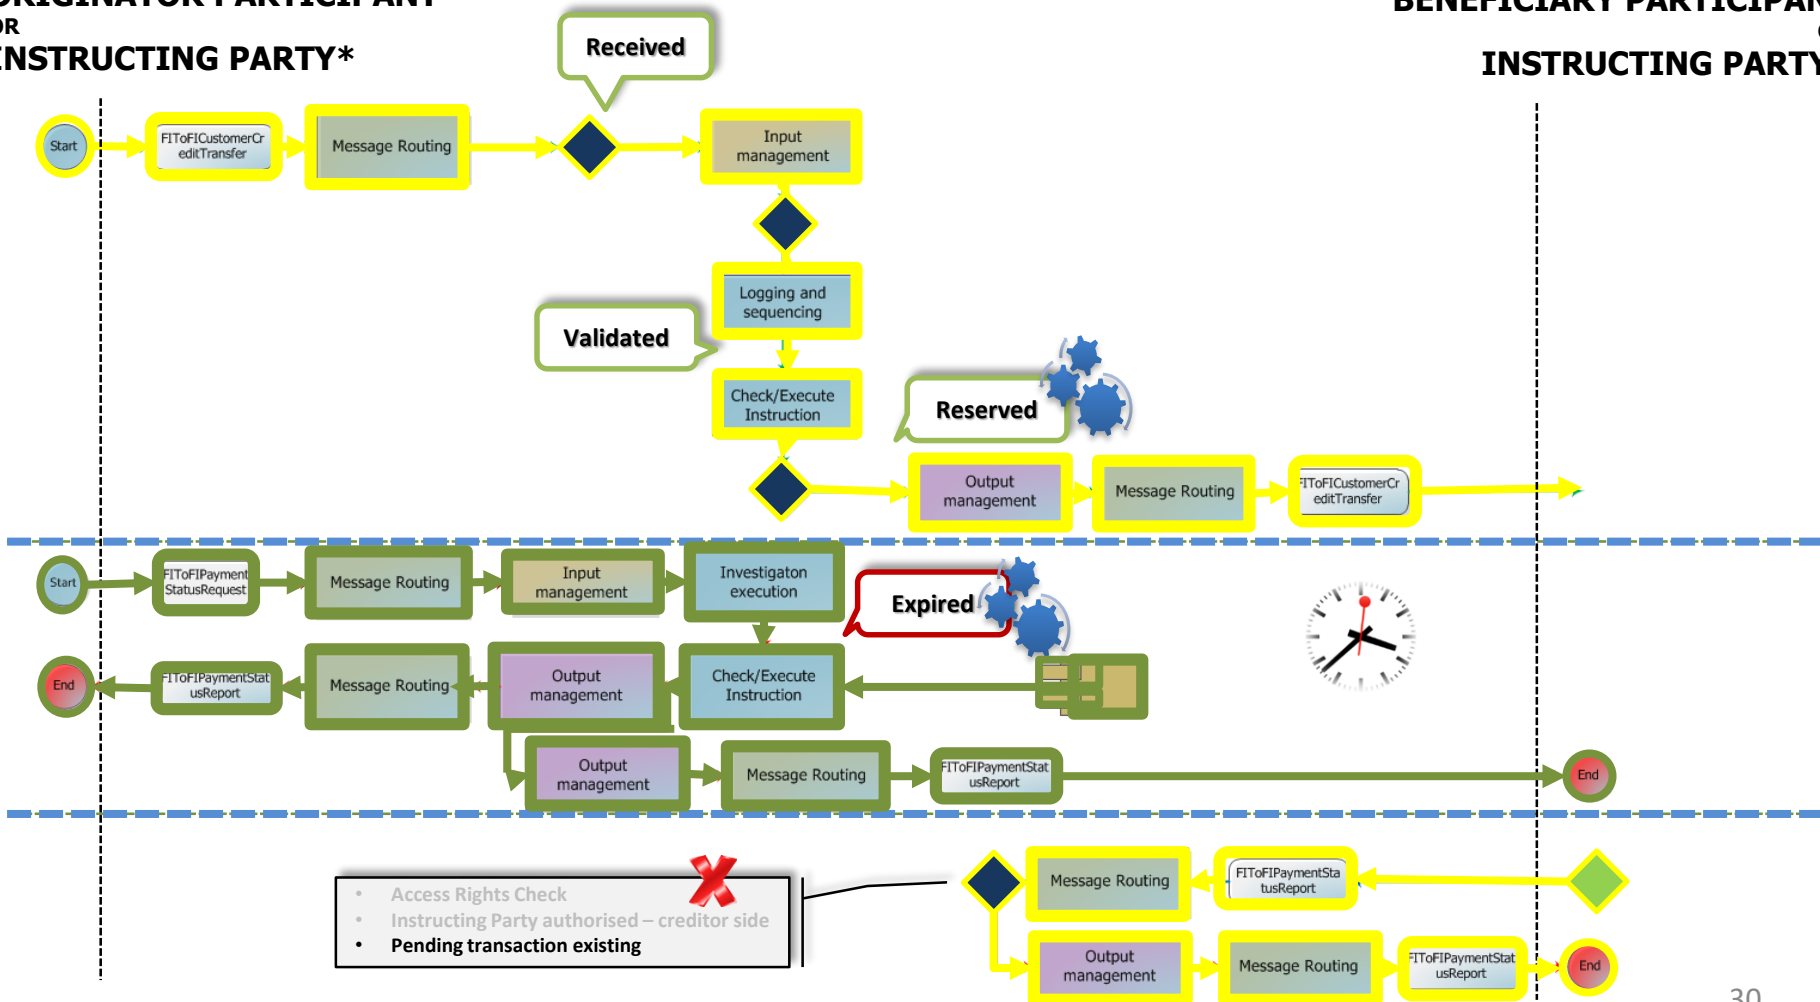 ORIGINATOR PARTICIPANT
OR
INSTRUCTING PARTY*
BENEFICIARY PARTICIPAN
INSTRUCTING PARTY
Received
Start
FIToFICustomerCr
editTransfer
Message Routing
Input
management
Logging and
sequencing
Validated
Check/Execute
Instruction
Reserved
Output
management
Message Routing
FIToFICustomerCr
editTransfer
Start
FIToFIPayment
StatusRequest
Message Routing
Input
management
Investigaton
execution
Expired
End
FIToFIPaymentStat
usReport
Message Routing
Output
management
Check/Execute
Instruction
Output
management
Message Routing
FIToFIPaymentStat
usReport
End
• Access Rights Check
• Instructing Party authorised – creditor side
• Pending transaction existing
Message Routing
FIToFIPaymentSta
tusReport
Output
management
Message Routing
FIToFIPaymentStat
usReport
End
30